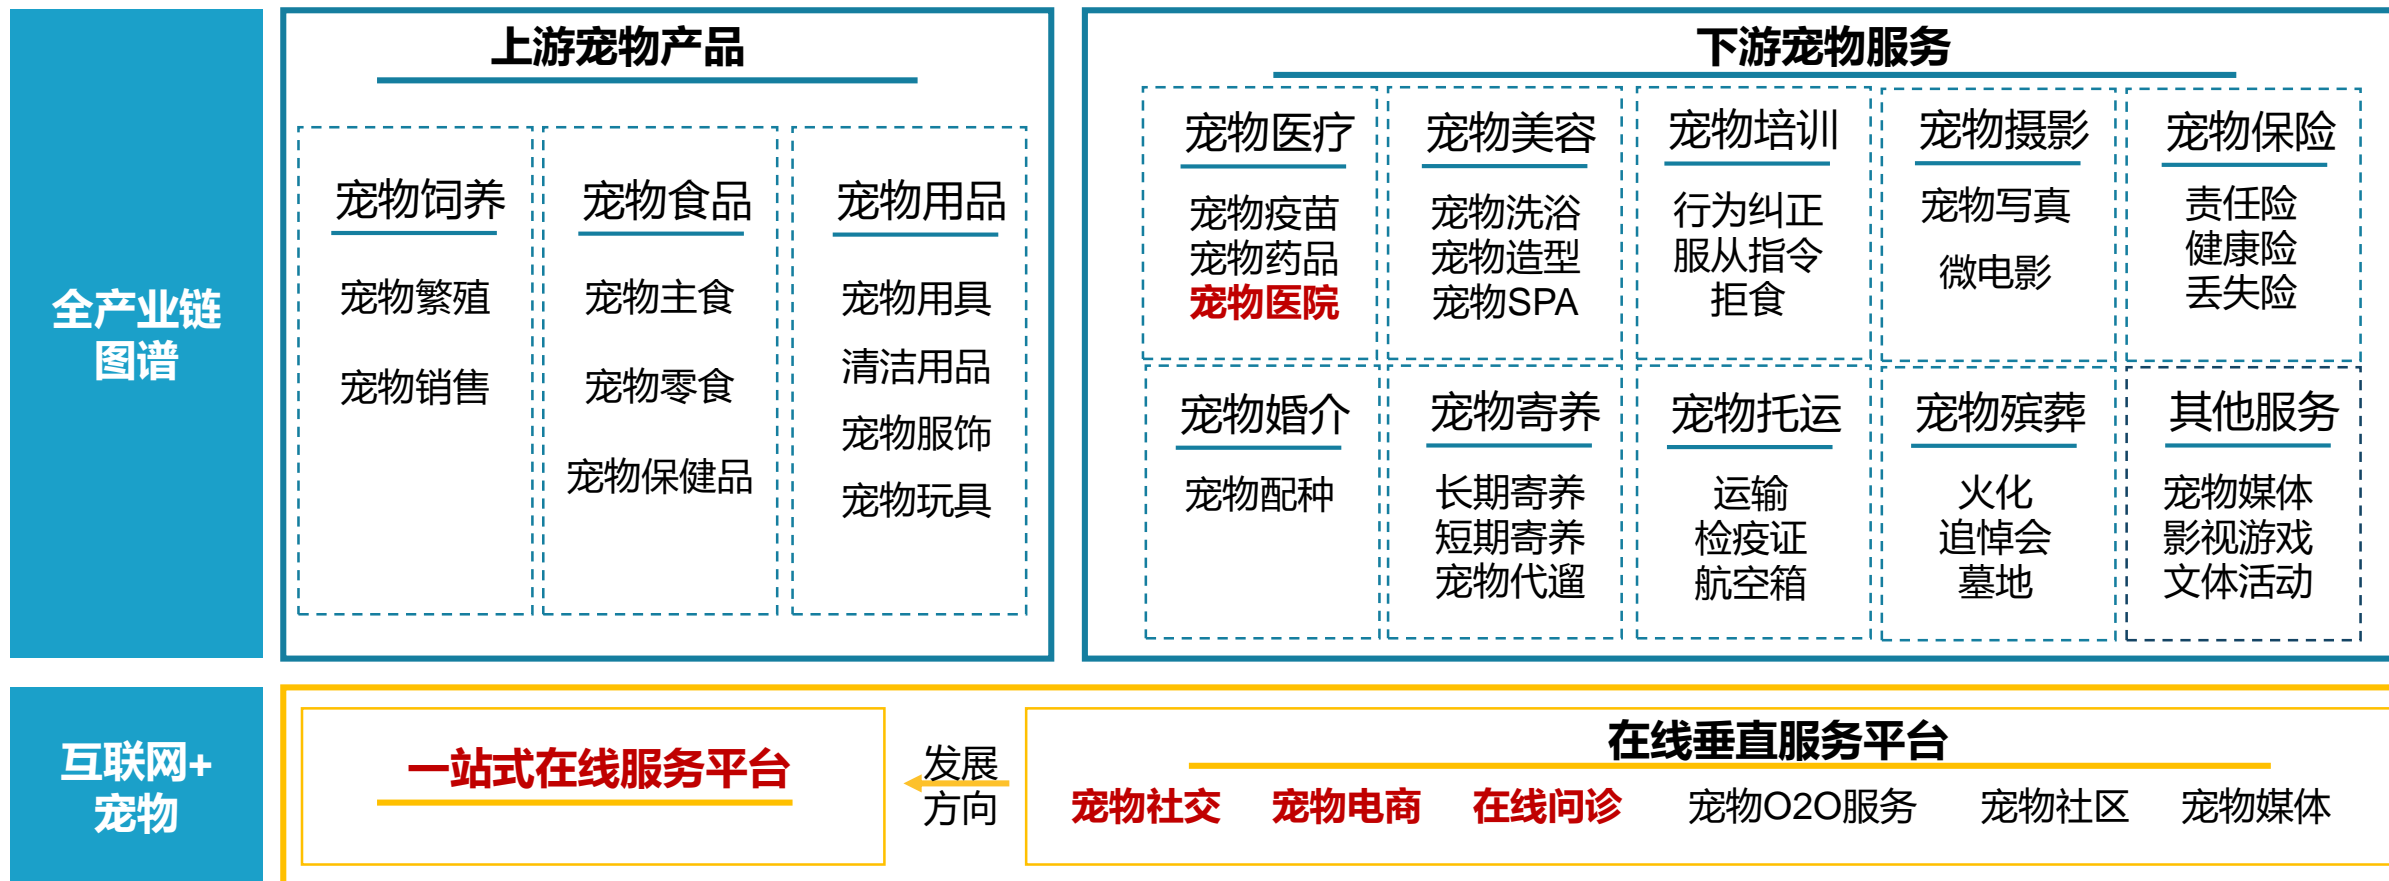 全产业链
图谱
上游宠物产品
宠物饲养
宠物繁殖
宠物销售
宠物食品
宠物主食
宠物零食
宠物保健品
宠物用品
宠物用具
清洁用品
宠物服饰
宠物玩具
下游宠物服务
宠物医疗
宠物疫苗
宠物药品
宠物医院
宠物美容
宠物洗浴
宠物造型
宠物SPA
宠物培训
行为纠正
服从指令
拒食
宠物摄影
宠物写真
微电影
宠物保险
责任险
健康险
丢失险
宠物婚介
宠物配种
宠物寄养
长期寄养
短期寄养
宠物代遛
宠物托运
运输
检疫证
航空箱
宠物殡葬
火化
追悼会
墓地
其他服务
宠物媒体
影视游戏
文体活动
互联网+
宠物
一站式在线服务平台
发展
方向
在线垂直服务平台
宠物社交
宠物电商
在线问诊
宠物O2O服务
宠物社区
宠物媒体